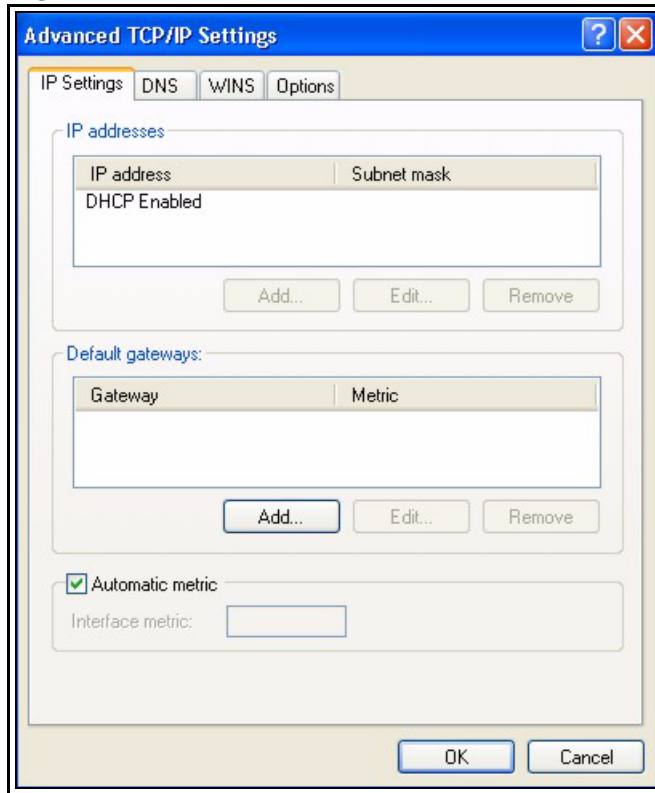 Advanced TCP/IP Settings
IP Settings DNS WINS Options
IP addresses
IP address Subnet mask
DHCP Enabled
Add... Edit... Remove
Default gateways:
Gateway Metric
Add... Edit... Remove
Automatic metric
Interface metric:
OK Cancel